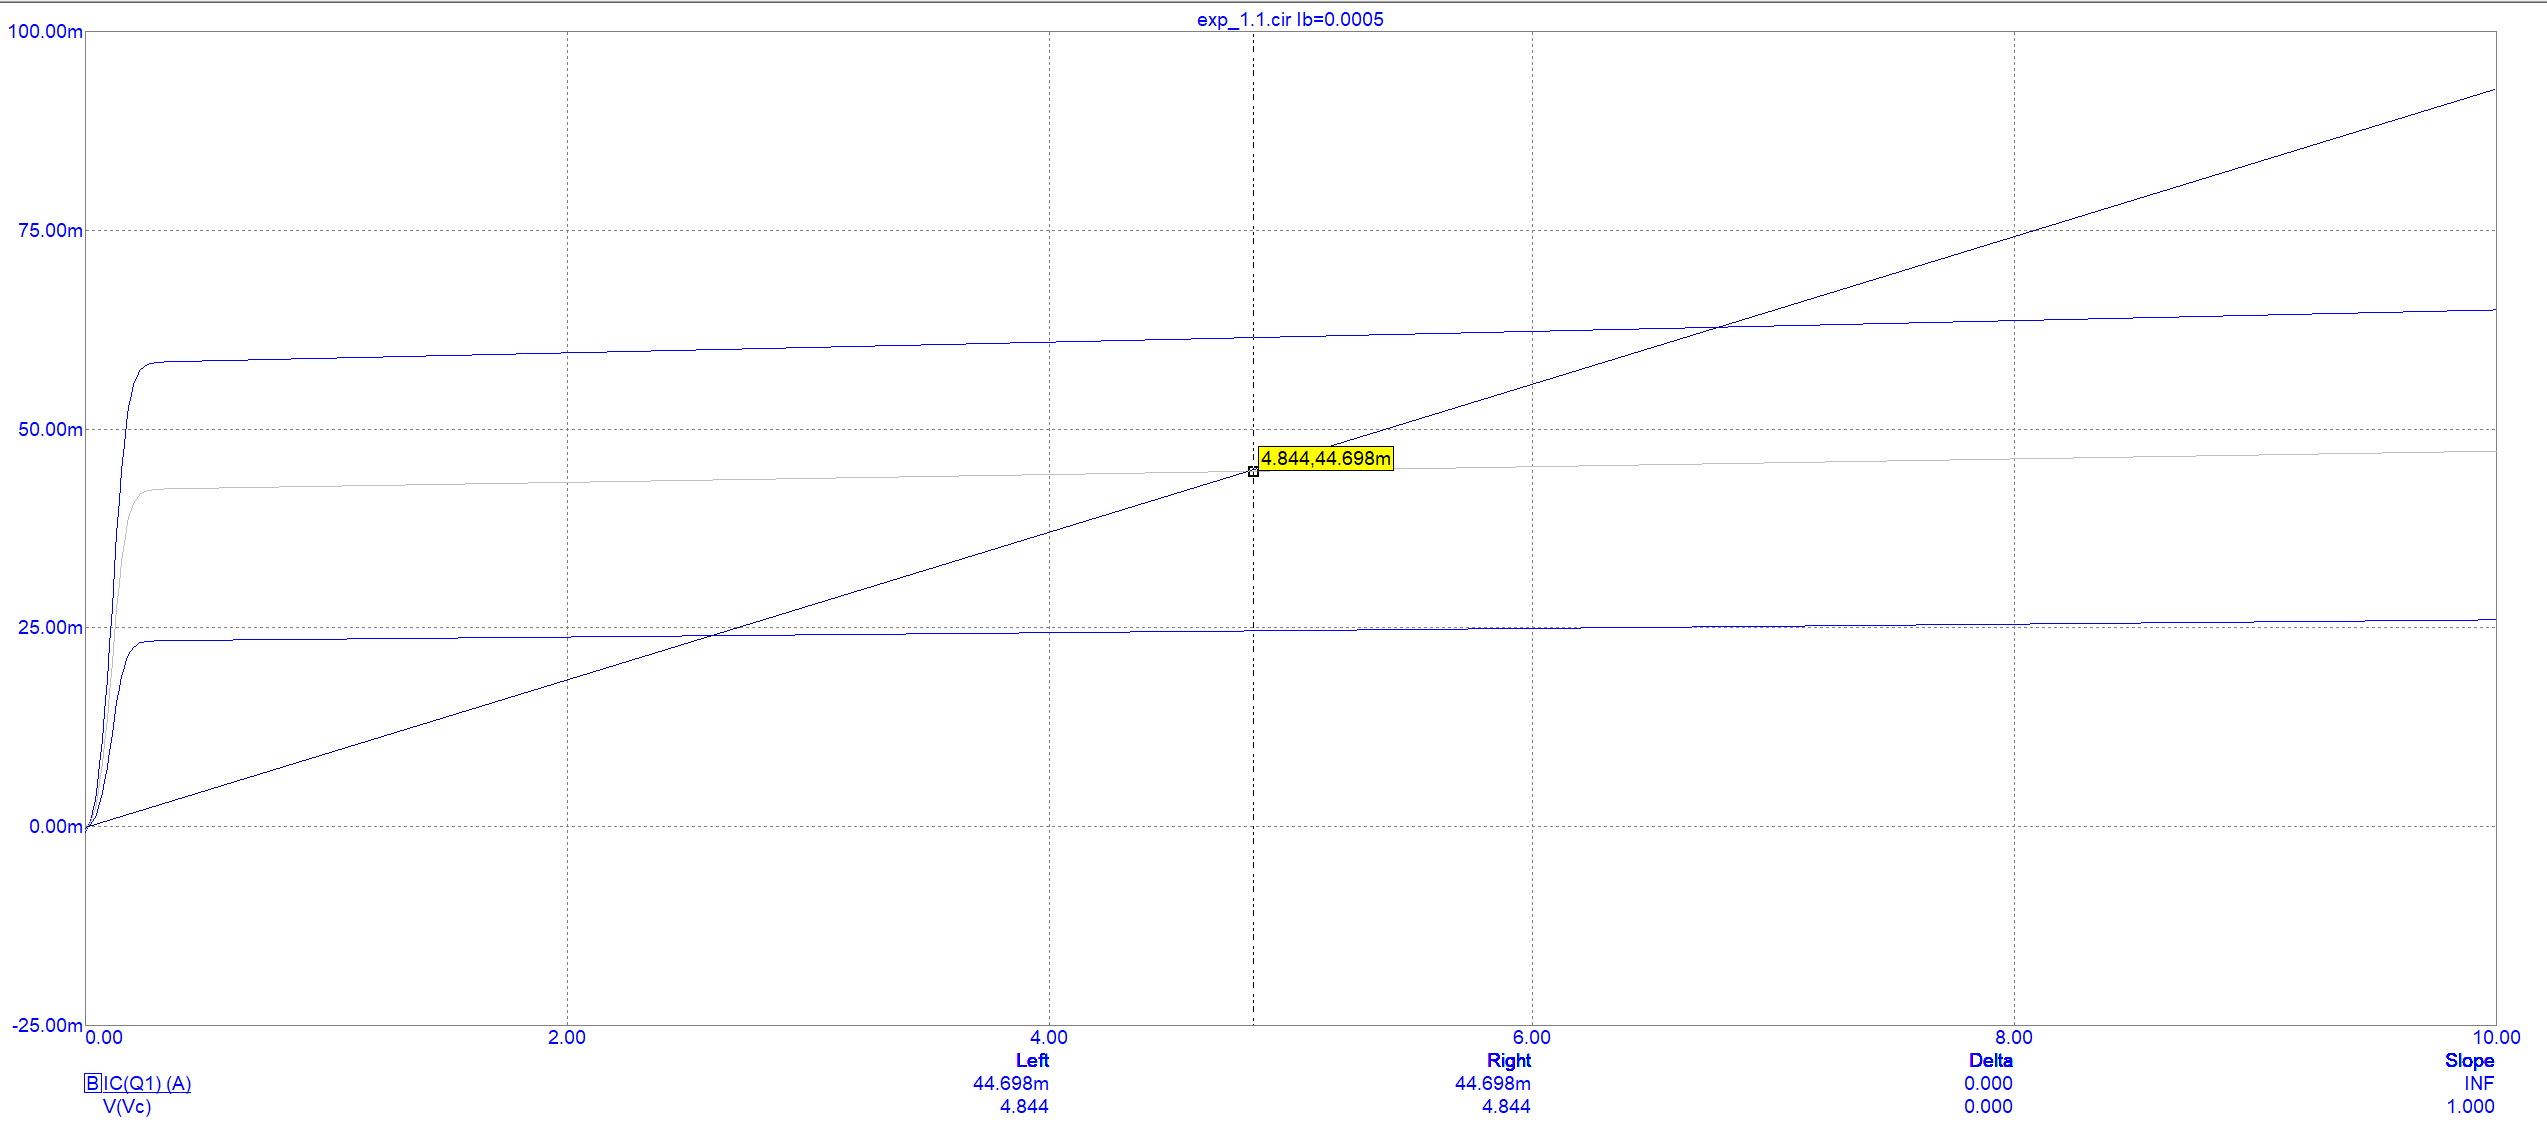 exp_1.1.cir Ib=0.0005
100.00m
75.00m
50.00m
4.844,44.698m
25.00m
0.00m
-25.00m
0.00 2.00 4.00 6.00 8.00 10.00
Left Right Delta Slope
B IC(Q1) (A) 44.698m 44.698m 0.000 INF
V(Vc) 4.844 4.844 0.000 1.000